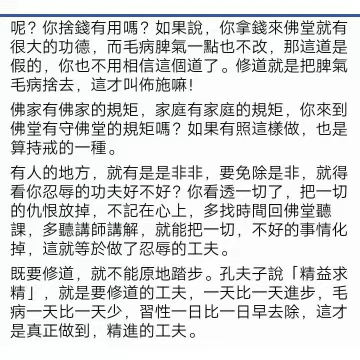 呢？你捨錢有用嗎？如果說，你拿錢來佛堂就有
很大的功德，而毛病脾氣一點也不改，那這道是
假的，你也不用相信這個道了。修道就是把脾氣
毛病捨去，這才叫佈施嘛！
佛家有佛家的規矩，家庭有家庭的規矩，你來到
佛堂有守佛堂的規矩嗎？如果有照這樣做，也是
算持戒的一種。
有人的地方，就有是是非非，要免除是非，就得
看你忍辱的功夫好不好？你看透一切了，把一切
的仇恨放掉，不記在心上，多找時間回佛堂聽
課，多聽講師講解，就能把一切，不好的事情化
掉，這就等於做了忍辱的工夫。
既要修道，就不能原地踏步。孔夫子說「精益求
精」，就是要修道的工夫，一天比一天進步，毛
病一天比一天少，習性一日比一日早去除，這才
是真正做到，精進的工夫。